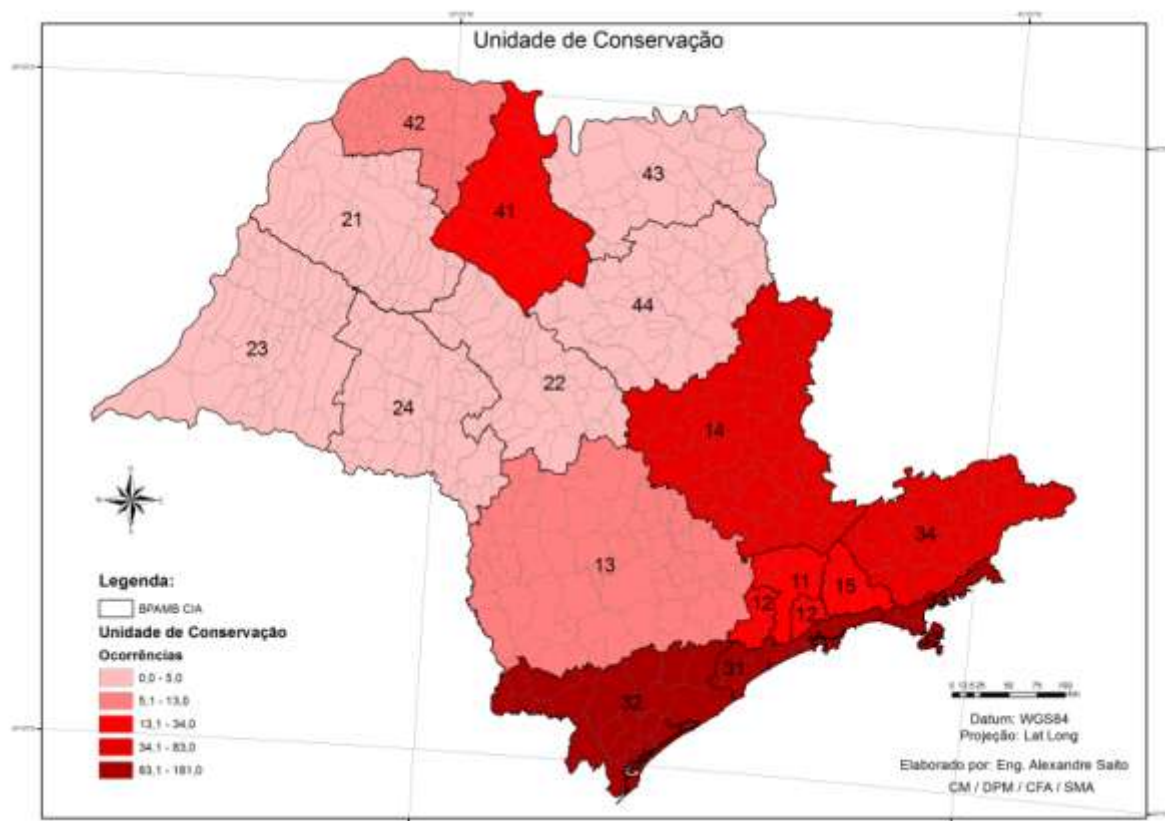 Unidade de Conservação
42
43
41
21
44
23
22
24
14
34
13
11
15
12
12
31
32
Legenda:
BPAMB CIA
Unidade de Conservação
Ocorrências
0,0 - 5,0
5,1 - 13,0
13,1 - 34,0
34,1 - 83,0
83,1 - 181,0
Datum: WGS84
Projeção: Lat Long
Elaborado por: Eng. Alexandre Saito
CM / DPM / CFA / SMA